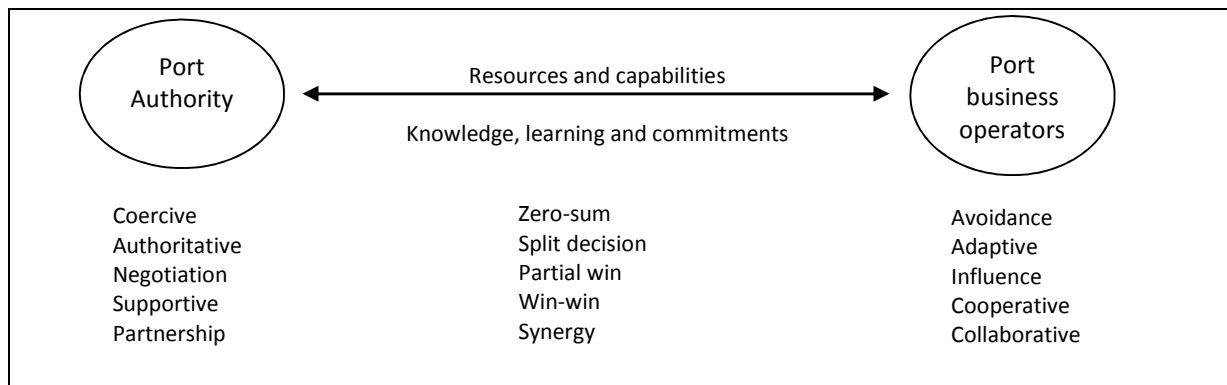 Port
Authority
Resources and capabilities
Knowledge, learning and commitments
Port
business
operators
Coercive
Authoritative
Negotiation
Supportive
Partnership
Zero-sum
Split decision
Partial win
Win-win
Synergy
Avoidance
Adaptive
Influence
Cooperative
Collaborative